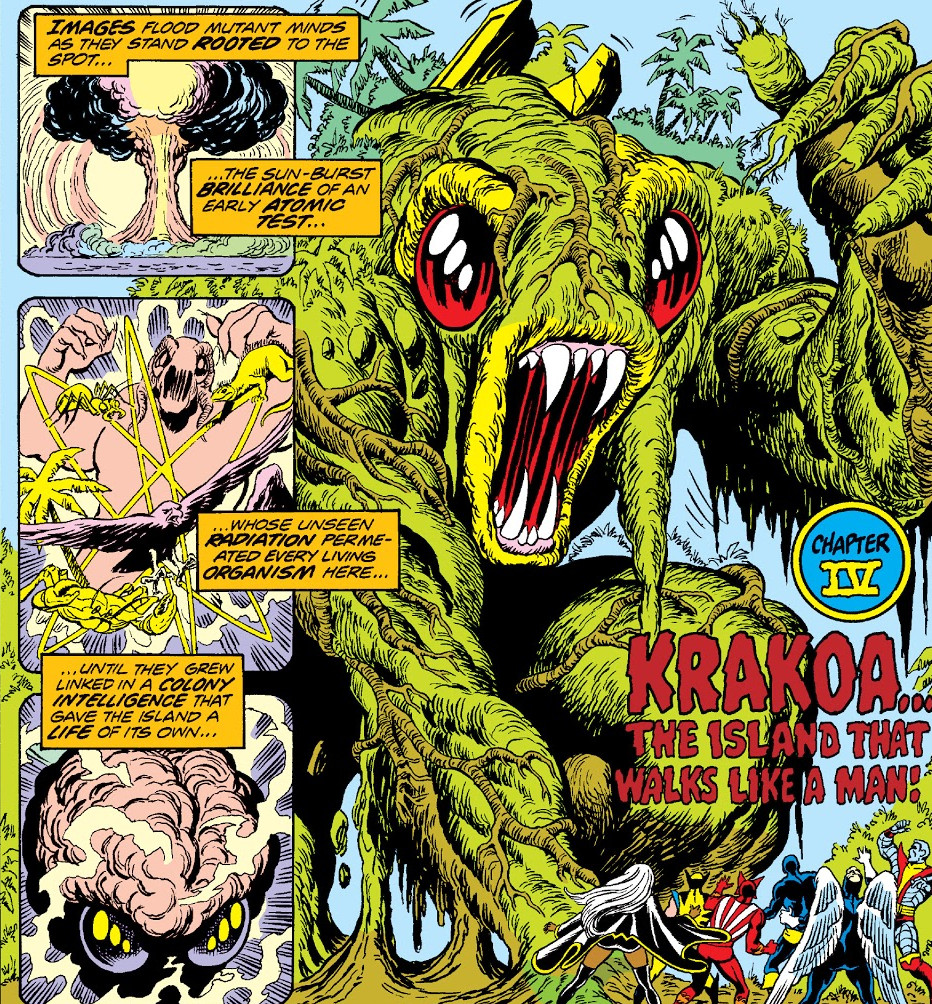 IMAGES FLOOD MUTANT MINDS
AS THEY STAND ROOTED TO THE
SPOT...
...THE SUN-BURST
BRILLIANCE OF AN
EARLY ATOMIC
TEST...
...WHOSE UNSEEN
RADIATION PERME-
ATED EVERY LIVING
ORGANISM HERE...
...UNTIL THEY GREW
LINKED IN A COLONY
INTELLIGENCE THAT
GAVE THE ISLAND A
LIFE OF ITS OWN...
CHAPTER
IV
KRAKOA...
THE ISLAND THAT
WALKS LIKE A MAN!